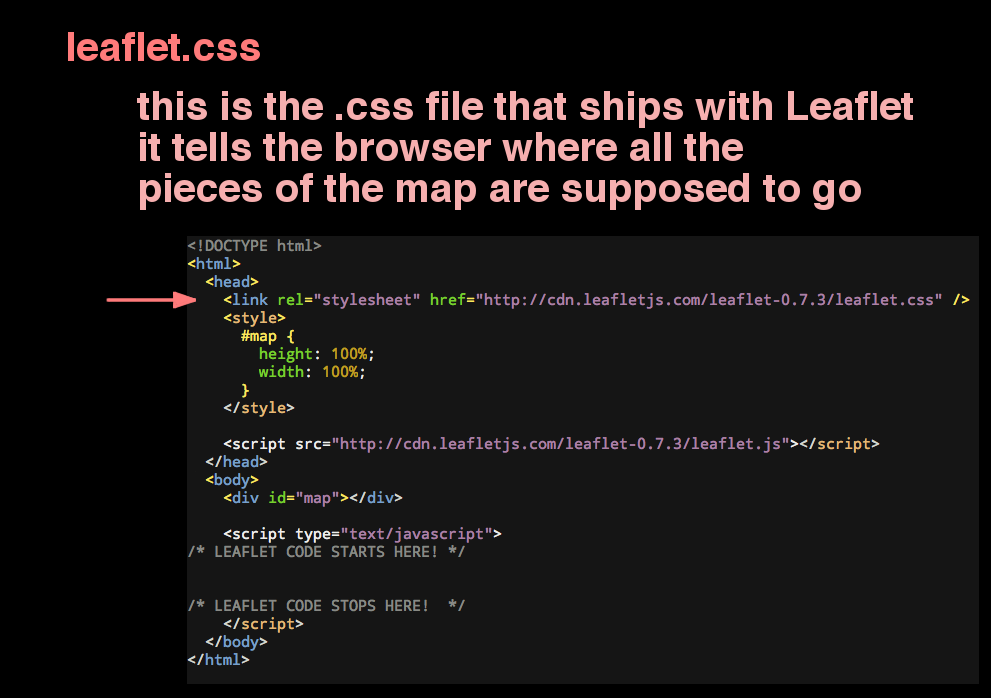 leaflet.css
this is the .css file that ships with Leaflet
it tells the browser where all the
pieces of the map are supposed to go
<!DOCTYPE html>
<html>
  <head>
    <link rel="stylesheet" href="http://cdn.leafletjs.com/leaflet-0.7.3/leaflet.css" />
    <style>
      #map {
        height: 100%;
        width: 100%;
      }
    </style>
    <script src="http://cdn.leafletjs.com/leaflet-0.7.3/leaflet.js"></script>
  </head>
  <body>
    <div id="map"></div>
    <script type="text/javascript">
/* LEAFLET CODE STARTS HERE! */
/* LEAFLET CODE STOPS HERE!  */
    </script>
  </body>
</html>